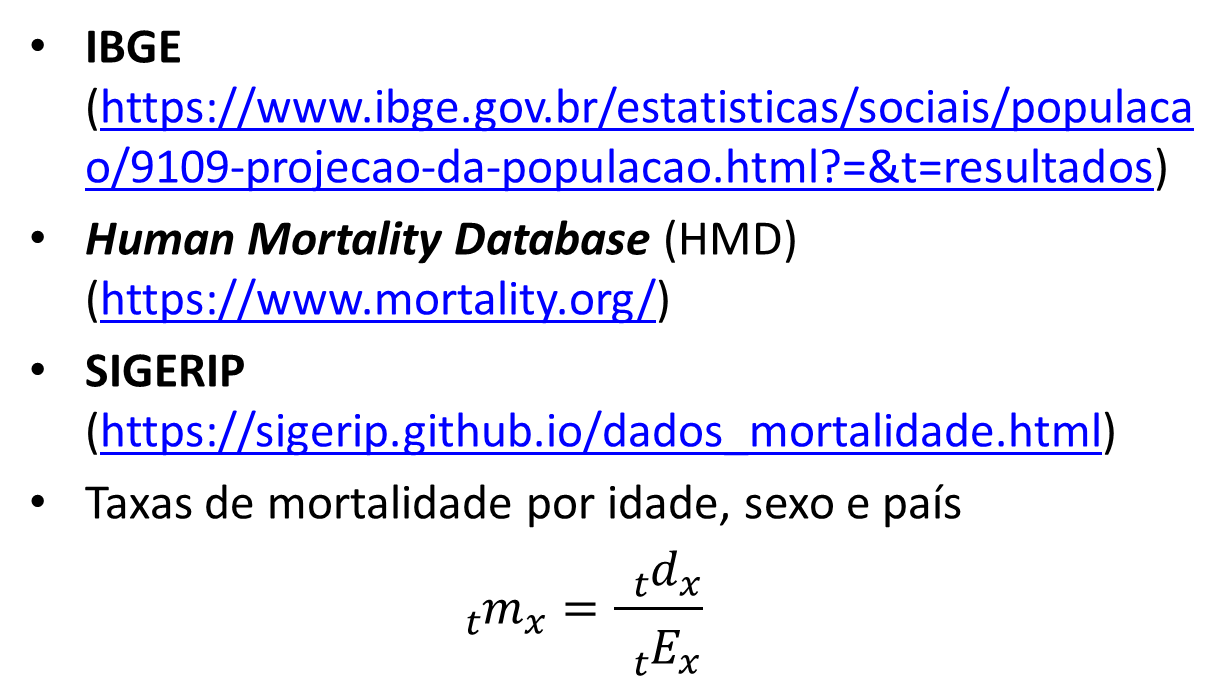 • IBGE
(https://www.ibge.gov.br/estatisticas/sociais/populaca
o/9109-projecao-da-populacao.html?=&t=resultados)
• Human Mortality Database (HMD)
(https://www.mortality.org/)
• SIGERIP
(https://sigerip.github.io/dados_mortalidade.html)
• Taxas de mortalidade por idade, sexo e país
ₜmₓ = ₜdₓ / ₜEₓ